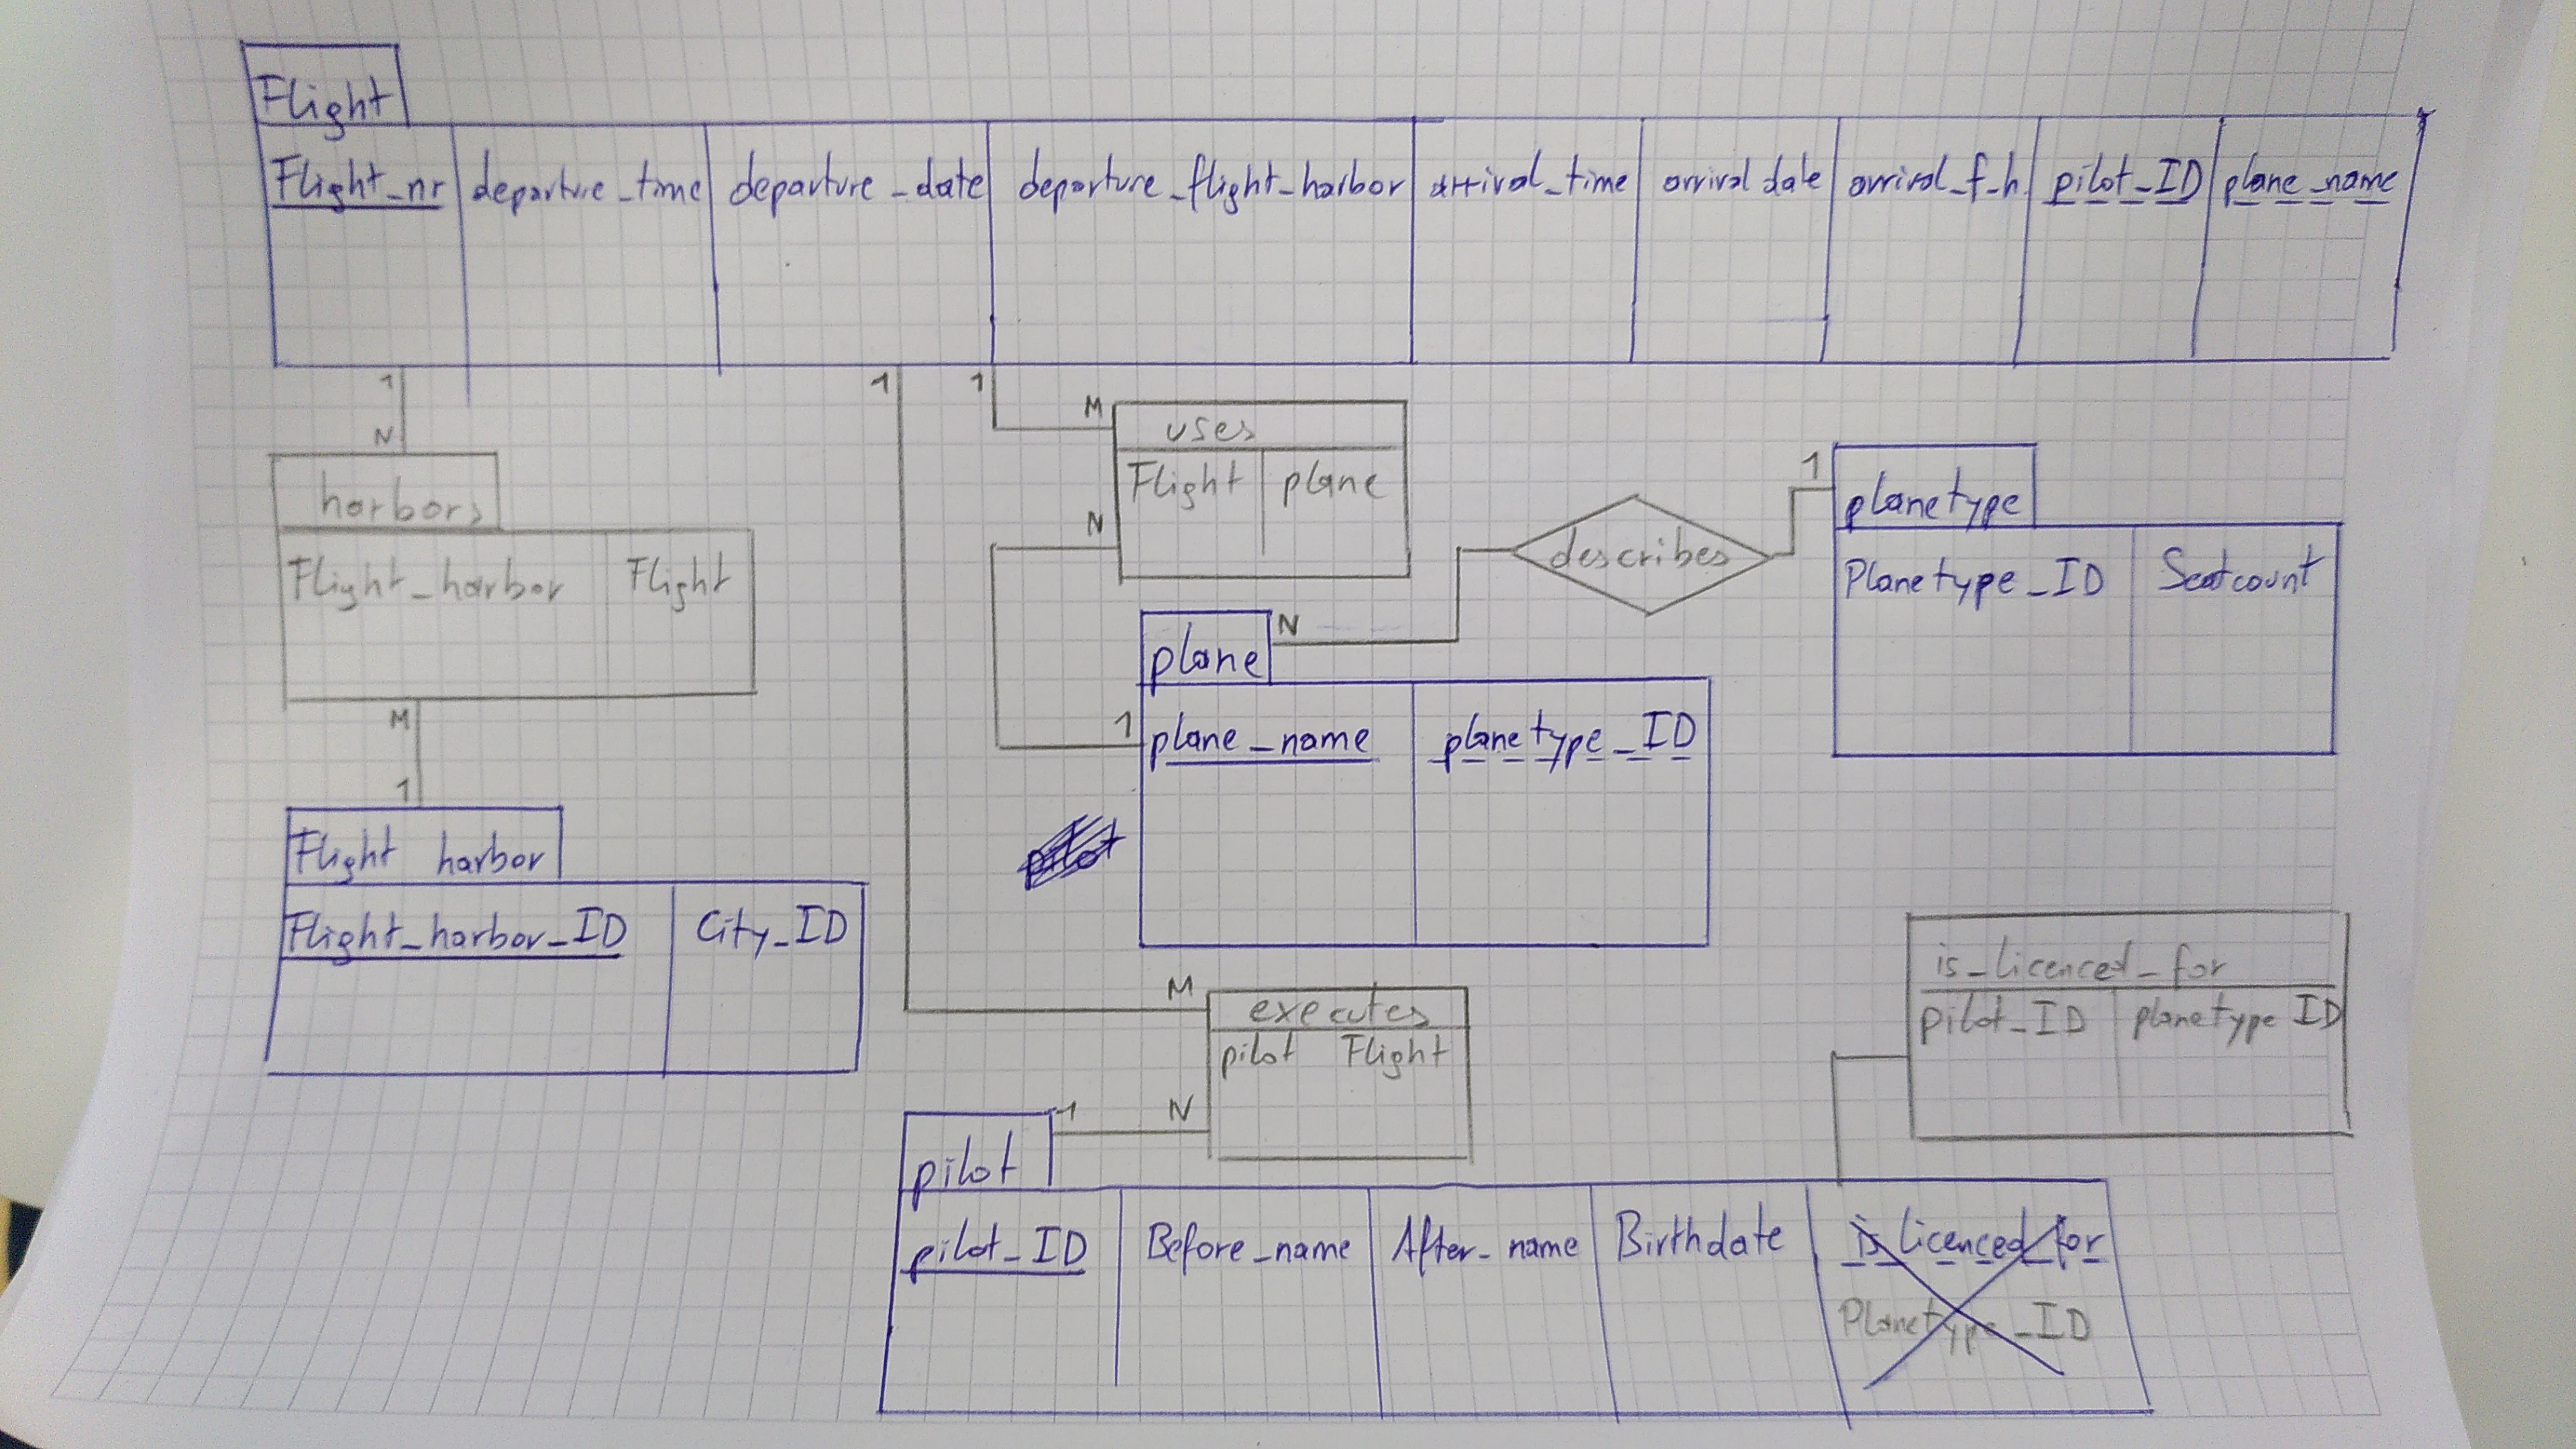 Flight
Flight_nr departure_time departure_date departure_flight_harbor arrival_time arrival date arrival_f_h. pilot_ID plane_name
1 1 1
N
harbors
Flight_harbor Flight
M
1
Flight harbor
Flight_harbor_ID City_ID
M
uses
Flight plane
N
describes
1
planetype
Planetype_ID Seatcount
N
plane
1
plane_name planetype_ID
pilot
M
executes
pilot Flight
N
1
is_licenced_for
pilot_ID planetype ID
pilot
pilot_ID Before_name After_name Birthdate is licenced_for
Planetype_ID